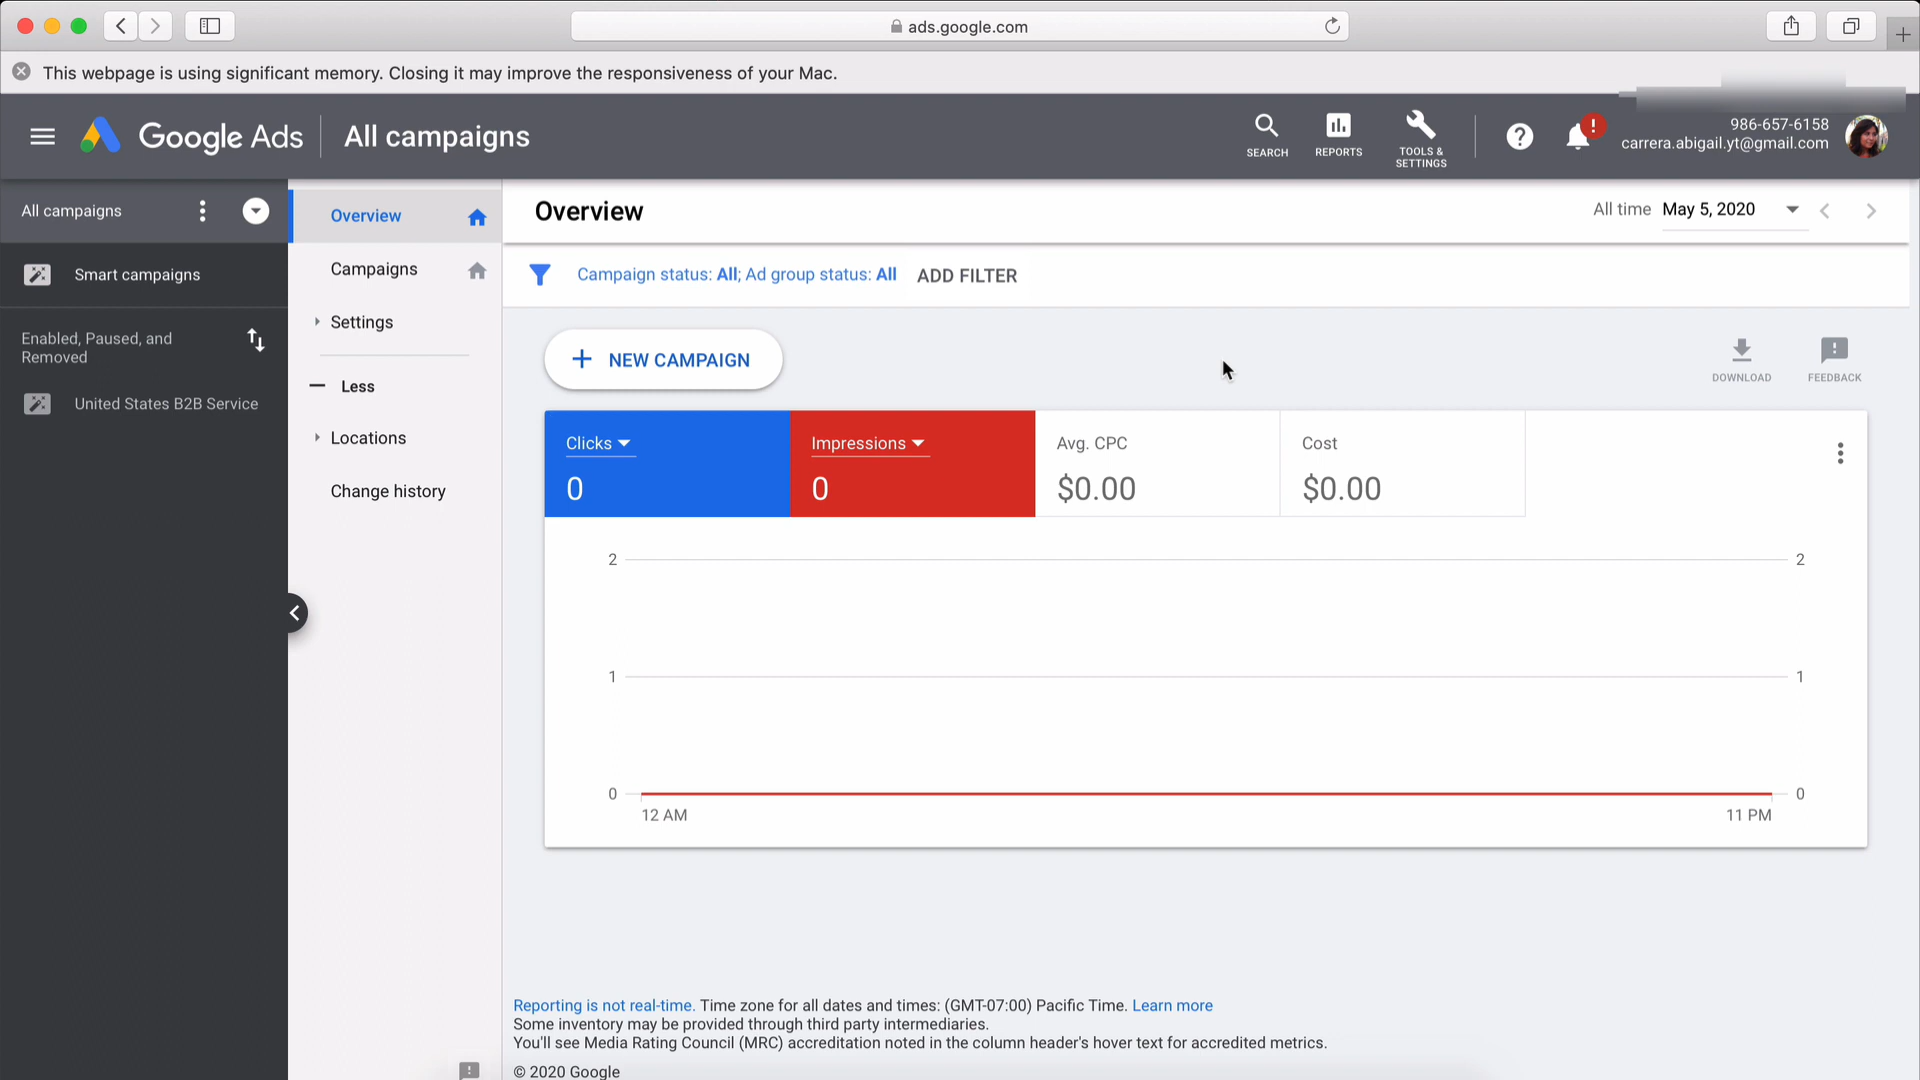 ads.google.com
This webpage is using significant memory. Closing it may improve the responsiveness of your Mac.
Google Ads
All campaigns
SEARCH
REPORTS
TOOLS &
SETTINGS
!
986-657-6158
carrera.abigail.yt@gmail.com
All campaigns
Smart campaigns
Enabled, Paused, and
Removed
United States B2B Service
Overview
Campaigns
Settings
Less
Locations
Change history
Overview
All time May 5, 2020
Campaign status: All; Ad group status: All ADD FILTER
NEW CAMPAIGN
DOWNLOAD
FEEDBACK
Clicks
0
Impressions
0
Avg. CPC
$0.00
Cost
$0.00
2 2
1 1
0 0
12 AM 11 PM
Reporting is not real-time. Time zone for all dates and times: (GMT-07:00) Pacific Time. Learn more
Some inventory may be provided through third party intermediaries.
You'll see Media Rating Council (MRC) accreditation noted in the column header's hover text for accredited metrics.
© 2020 Google